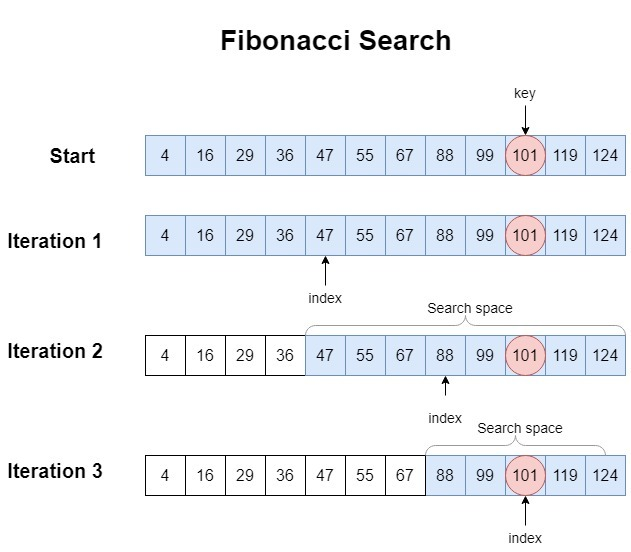 Fibonacci Search
key
Start 4 16 29 36 47 55 67 88 99 101 119 124
Iteration 1 4 16 29 36 47 55 67 88 99 101 119 124
index
Search space
Iteration 2 4 16 29 36 47 55 67 88 99 101 119 124
index
Search space
Iteration 3 4 16 29 36 47 55 67 88 99 101 119 124
index